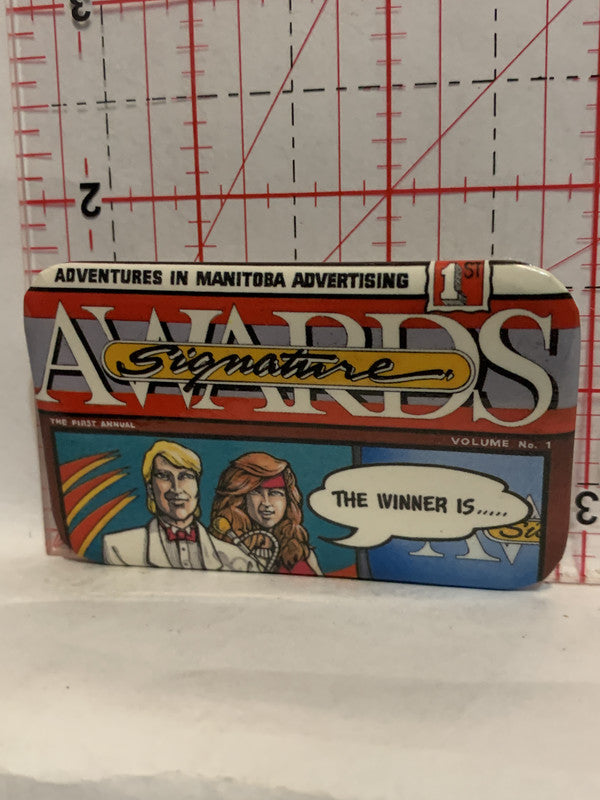 3
2
ADVENTURES IN MANITOBA ADVERTISING
1ST
AWARDS
Signature
THE FIRST ANNUAL
VOLUME No. 1
THE WINNER IS.....
3